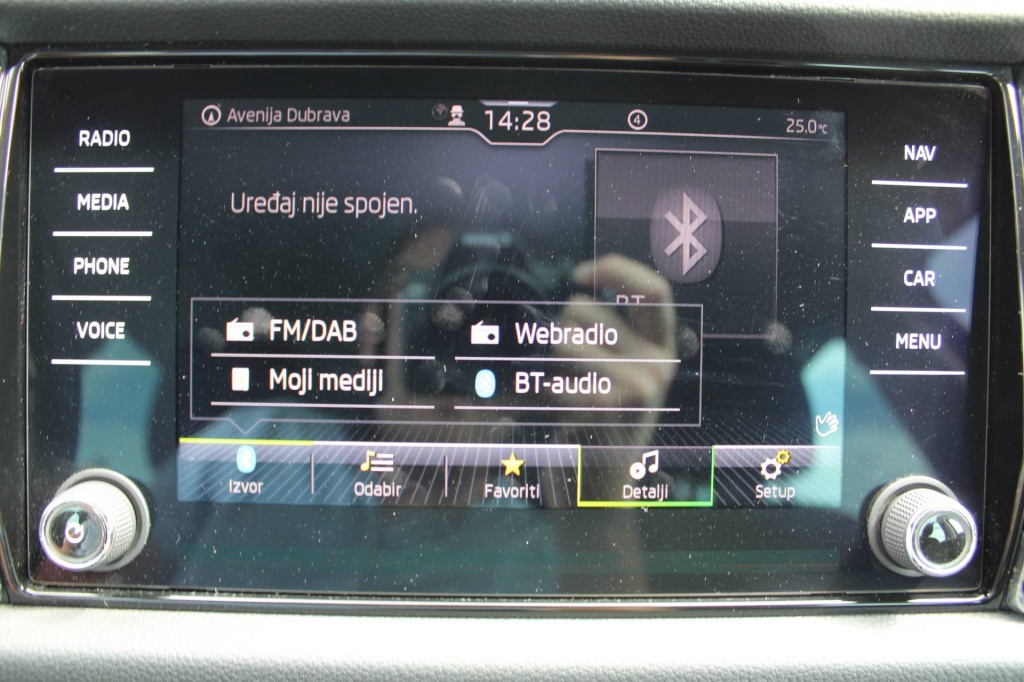 RADIO
MEDIA
PHONE
VOICE
Avenija Dubrava
14:28
4
25.0°C
Uređaj nije spojen.
BT
FM/DAB
Webradio
Moji mediji
BT-audio
Izvor
Odabir
Favoriti
Detalji
Setup
NAV
APP
CAR
MENU